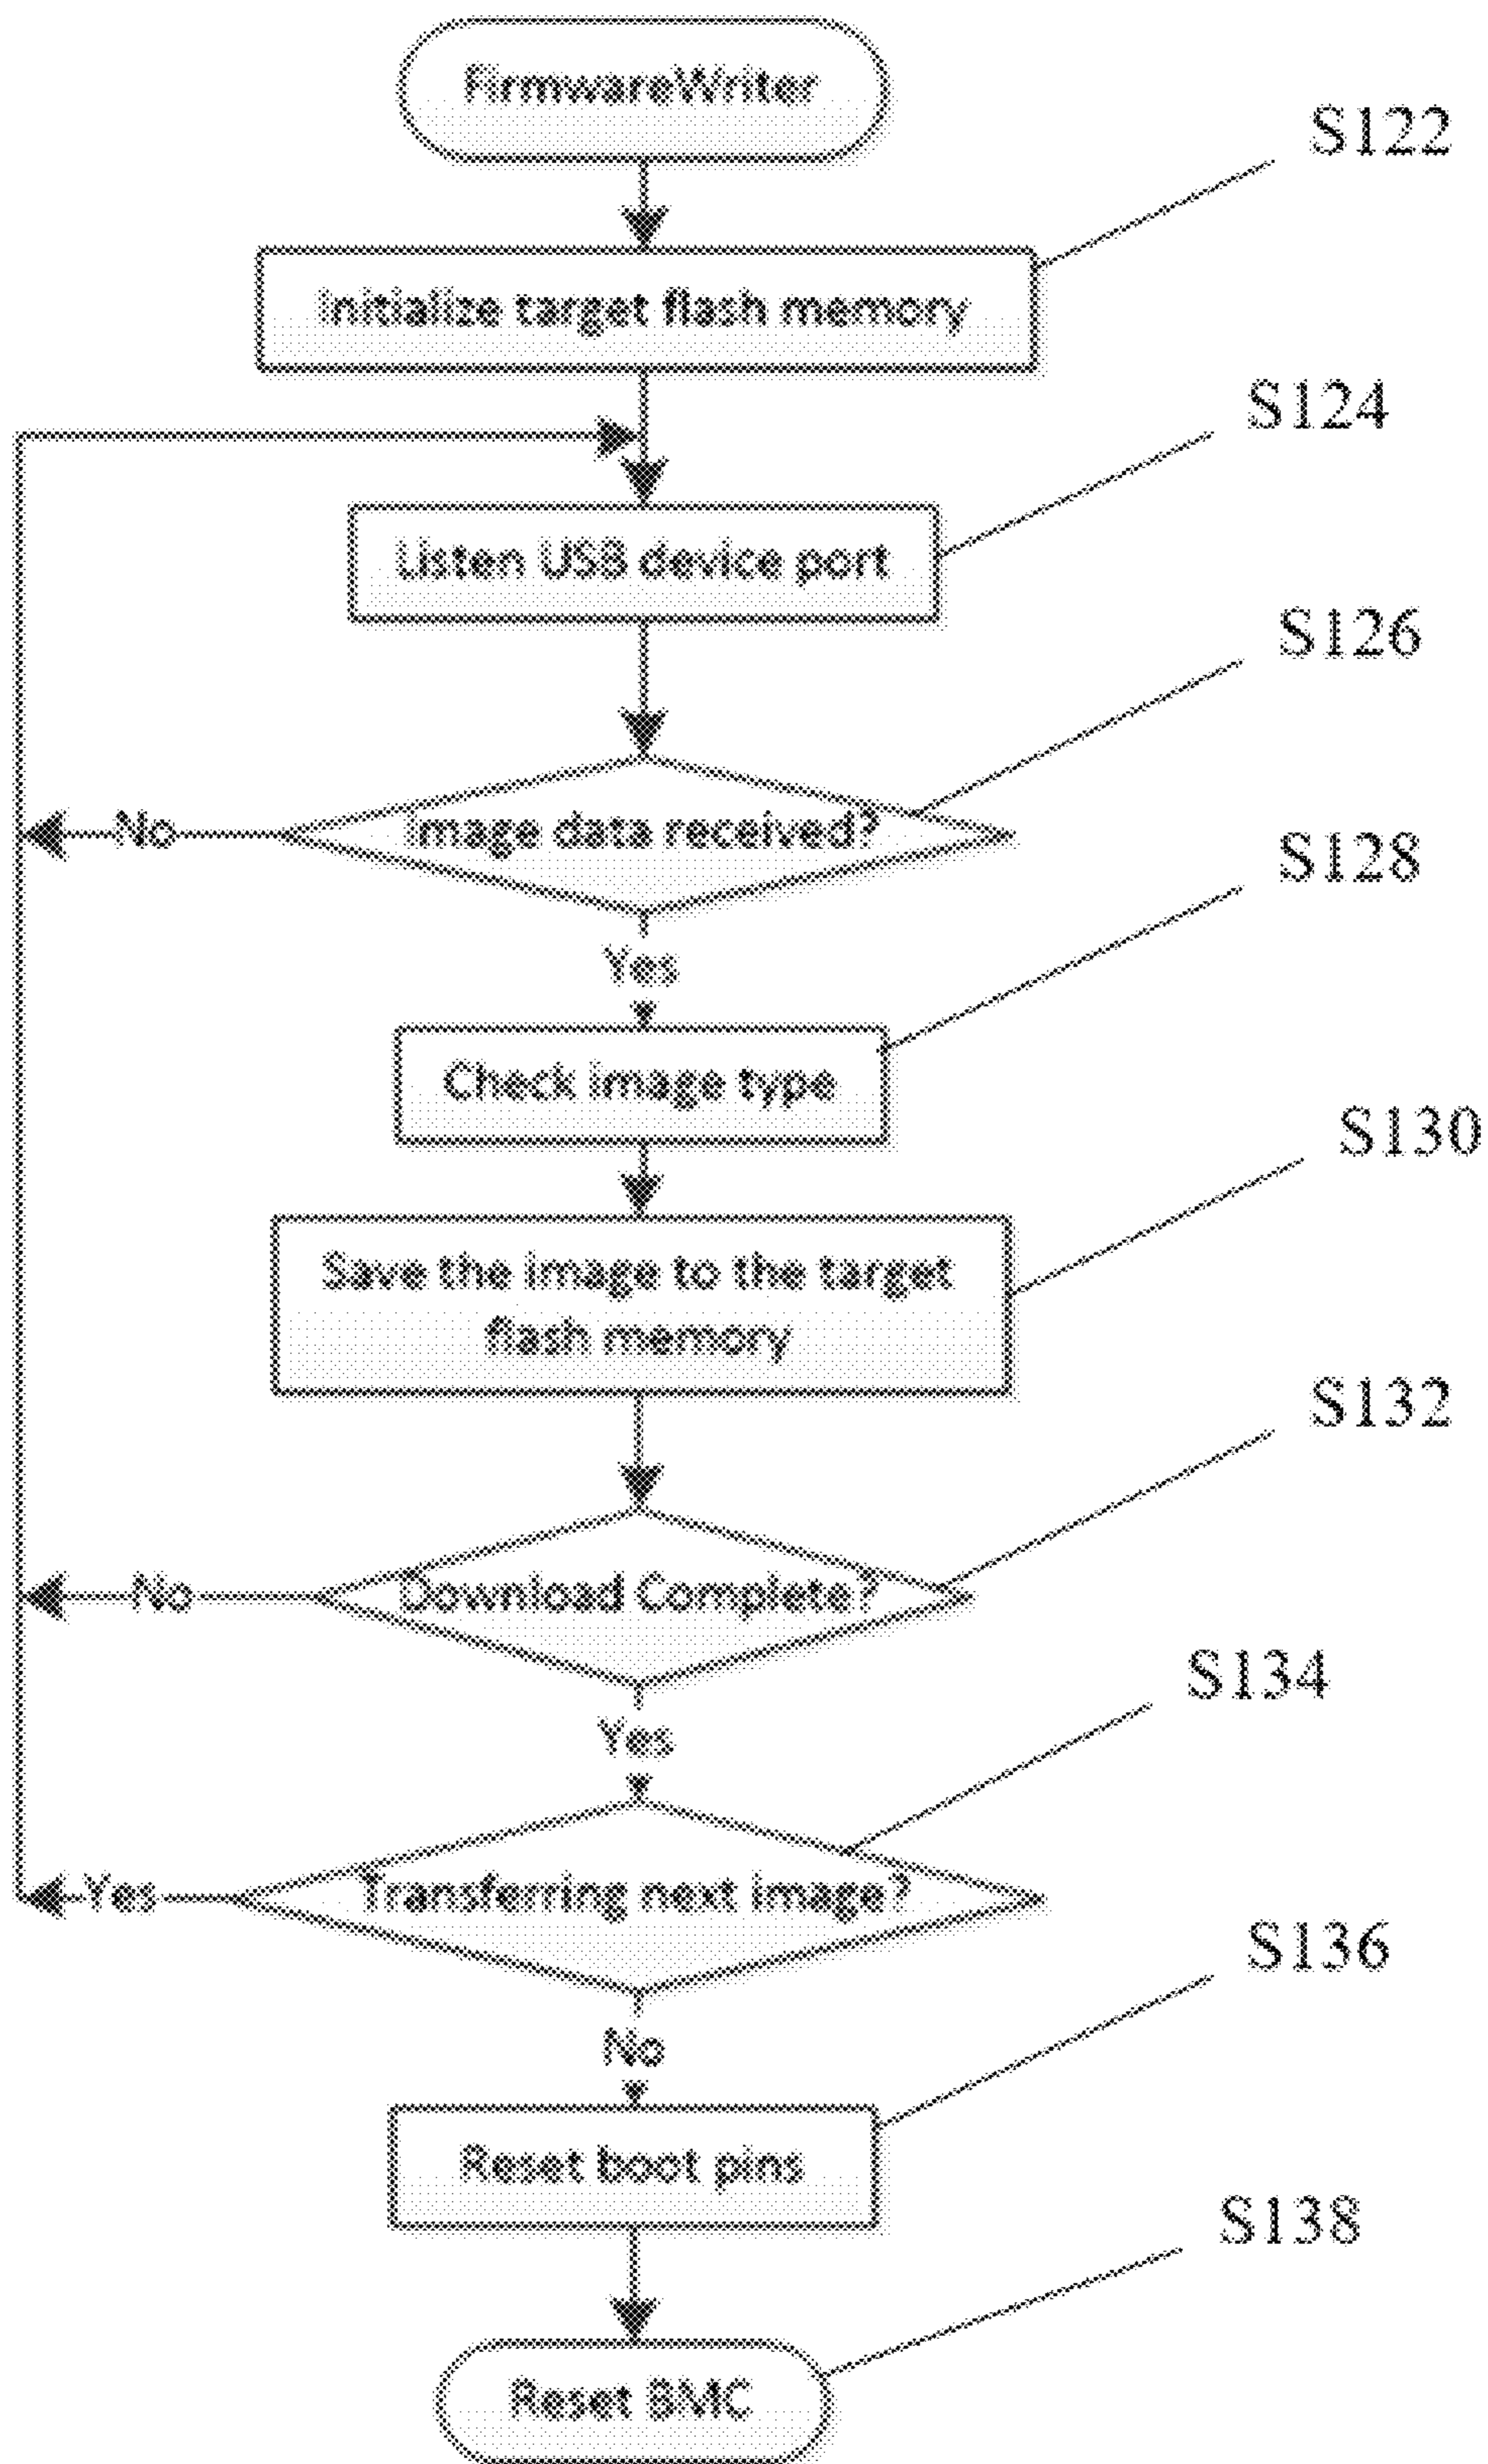 FirmwareWriter
S122
Initialize target flash memory
S124
Listen USB device port
S126
Image data received?
No
S128
Yes
Check image type
S130
Save the image to the target
flash memory
S132
Download Complete?
No
S134
Yes
Transferring next image?
Yes
S136
No
Reset boot pins
S138
Reset BMC